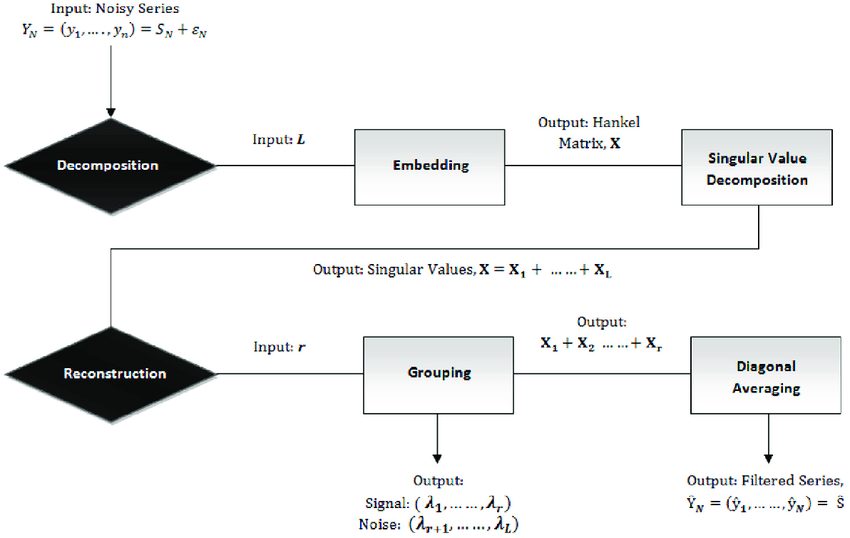 Input: Noisy Series
Y_N = (y_1, ...., y_n) = S_N + ε_N
Decomposition
Input: L
Embedding
Output: Hankel
Matrix, X
Singular Value
Decomposition
Output: Singular Values, X = X_1 + ... ... + X_L
Reconstruction
Input: r
Grouping
Output:
X_1 + X_2 ... ... + X_r
Diagonal
Averaging
Output:
Signal: (λ_1, ... ..., λ_r)
Noise: (λ_{r+1}, ... ..., λ_L)
Output: Filtered Series,
Ŷ_N = (ŷ_1, ... ..., ŷ_N) = Ŝ